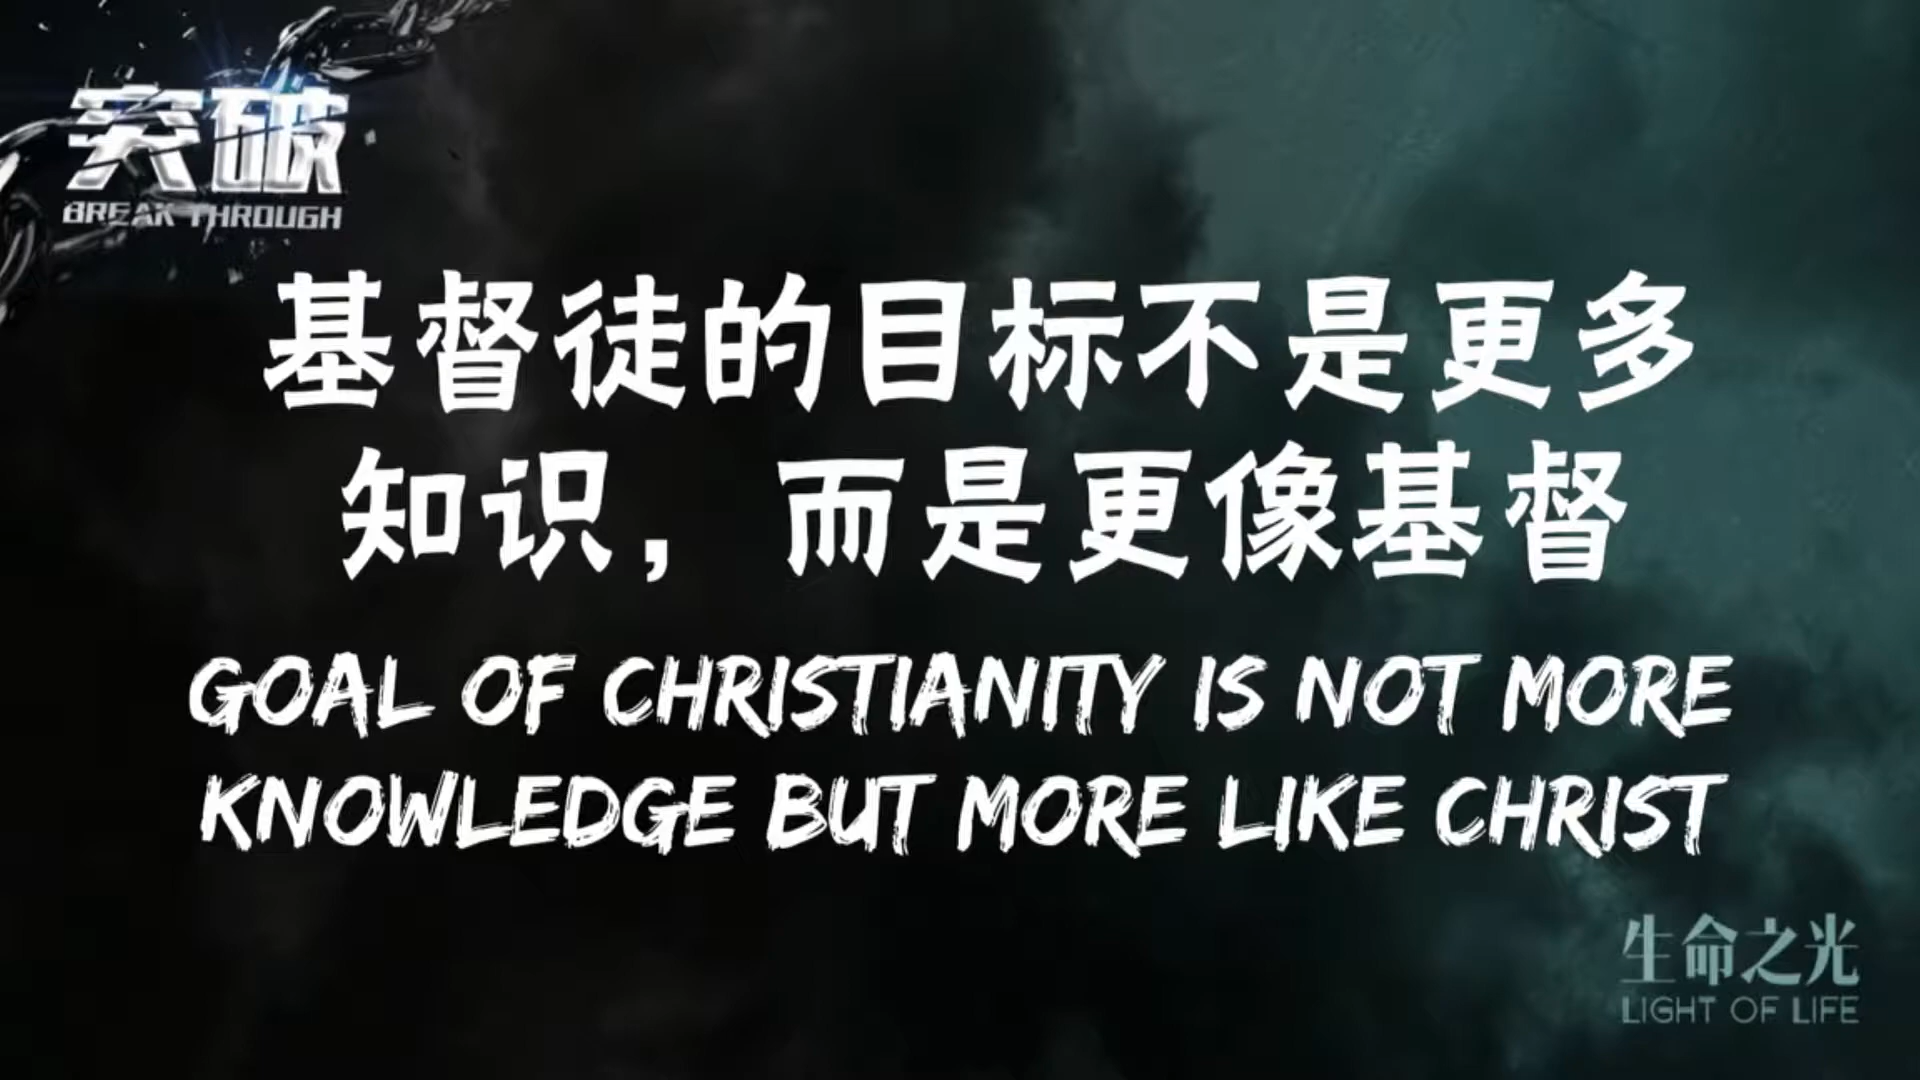 突破
BREAK THROUGH
基督徒的目标不是更多
知识，而是更像基督
GOAL OF CHRISTIANITY IS NOT MORE
KNOWLEDGE BUT MORE LIKE CHRIST
生命之光
LIGHT OF LIFE